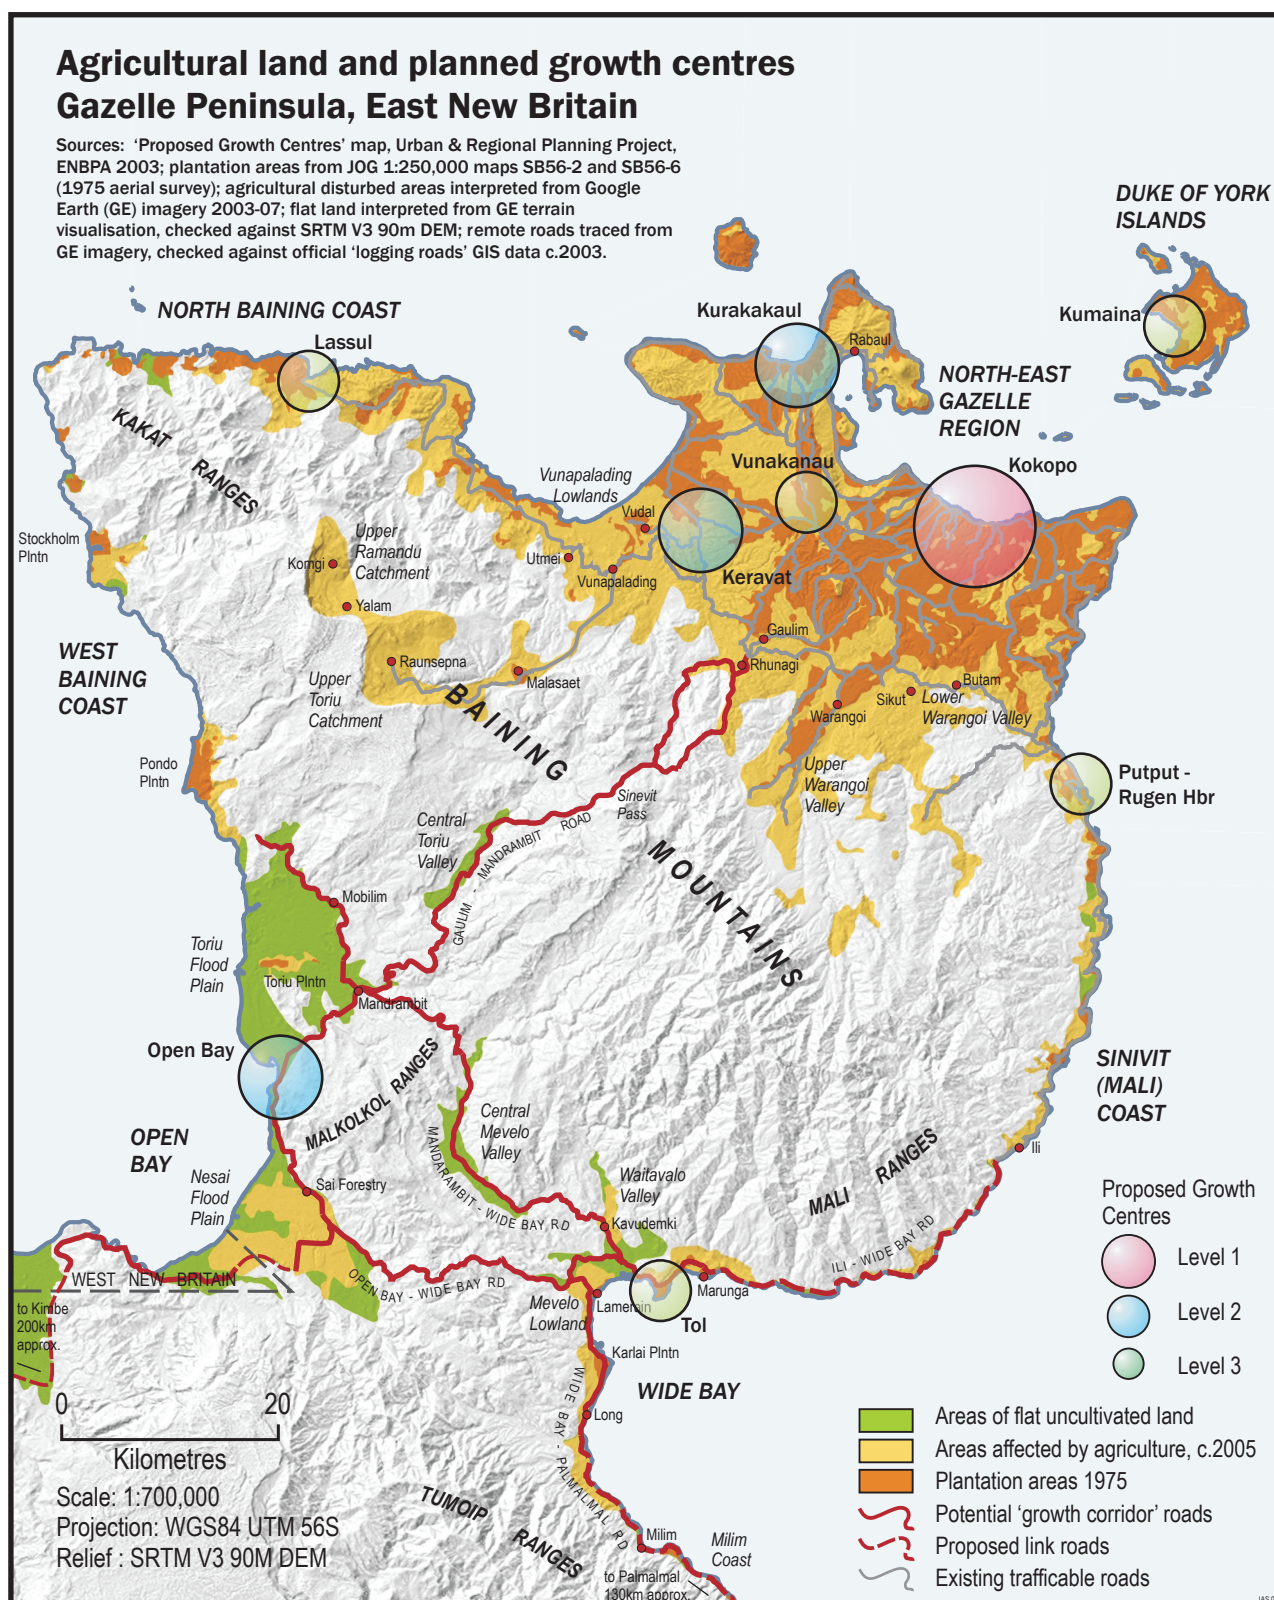 Agricultural land and planned growth centres
Gazelle Peninsula, East New Britain
Sources: ‘Proposed Growth Centres’ map, Urban & Regional Planning Project,
ENBPA 2003; plantation areas from JOG 1:250,000 maps SB56-2 and SB56-6
(1975 aerial survey); agricultural disturbed areas interpreted from Google
Earth (GE) imagery 2003-07; flat land interpreted from GE terrain
visualisation, checked against SRTM V3 90m DEM; remote roads traced from
GE imagery, checked against official ‘logging roads’ GIS data c.2003.
DUKE OF YORK
ISLANDS
NORTH BAINING COAST
Lassul
Kurakakaul
Rabaul
Kumaina
NORTH-EAST
GAZELLE
REGION
KAKAT
RANGES
Vunapalading
Lowlands
Vunakanau
Kokopo
Vudal
Stockholm
Plntn
Upper
Ramandu
Catchment
Komgi
Yalam
Utmei
Vunapalading
Keravat
Gaulim
Rhunagi
WEST
BAINING
COAST
Raunsepna
Malasaet
Upper
Toriu
Catchment
Butam
Sikut
Lower
Warangoi Valley
Warangoi
BAINING
MOUNTAINS
Pondo
Plntn
Upper
Warangoi
Valley
Putput -
Rugen Hbr
Sinevit
Pass
Central
Toriu
Valley
GAULIM - MANDRAMBIT ROAD
Mobilim
Toriu
Flood
Plain
Toriu Plntn
Mandrambit
Open Bay
MALKOLKOL RANGES
SINIVIT
(MALI)
COAST
OPEN
BAY
Central
Mevelo
Valley
MANDARAMBIT - WIDE BAY RD
Ili
Nesai
Flood
Plain
Sai Forestry
Waitavalo
Valley
Kavudemki
MALI RANGES
ILI - WIDE BAY RD
WEST NEW BRITAIN
OPEN BAY - WIDE BAY RD
to Kimbe
200km
approx.
Mevelo
Lowland
Lamerain
Marunga
Tol
Karlai Plntn
WIDE BAY
WIDE BAY - PALMALMAL RD
Long
TUMOIP
RANGES
Milim
Milim
Coast
to Palmalmal
130km approx.
0 20
Kilometres
Scale: 1:700,000
Projection: WGS84 UTM 56S
Relief : SRTM V3 90M DEM
Proposed Growth
Centres
Level 1
Level 2
Level 3
Areas of flat uncultivated land
Areas affected by agriculture, c.2005
Plantation areas 1975
Potential ‘growth corridor’ roads
Proposed link roads
Existing trafficable roads